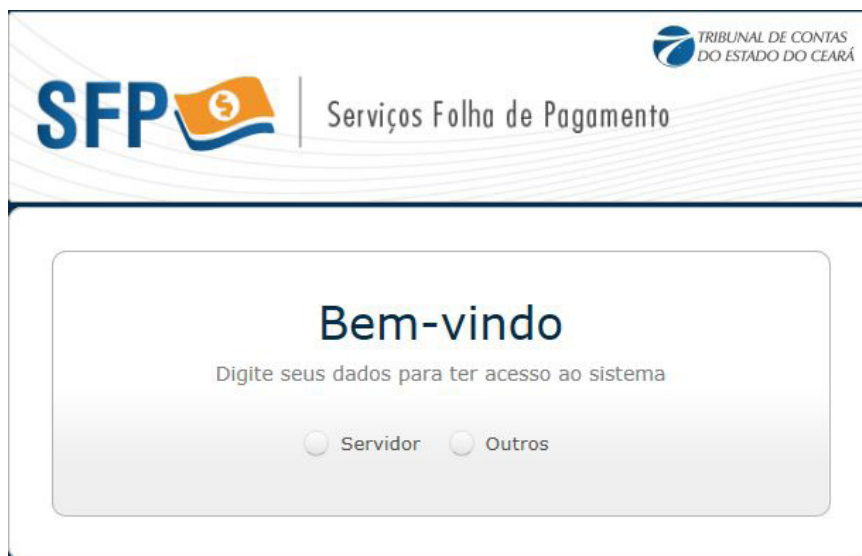 TRIBUNAL DE CONTAS
DO ESTADO DO CEARÁ
SFP
Serviços Folha de Pagamento
Bem-vindo
Digite seus dados para ter acesso ao sistema
Servidor Outros